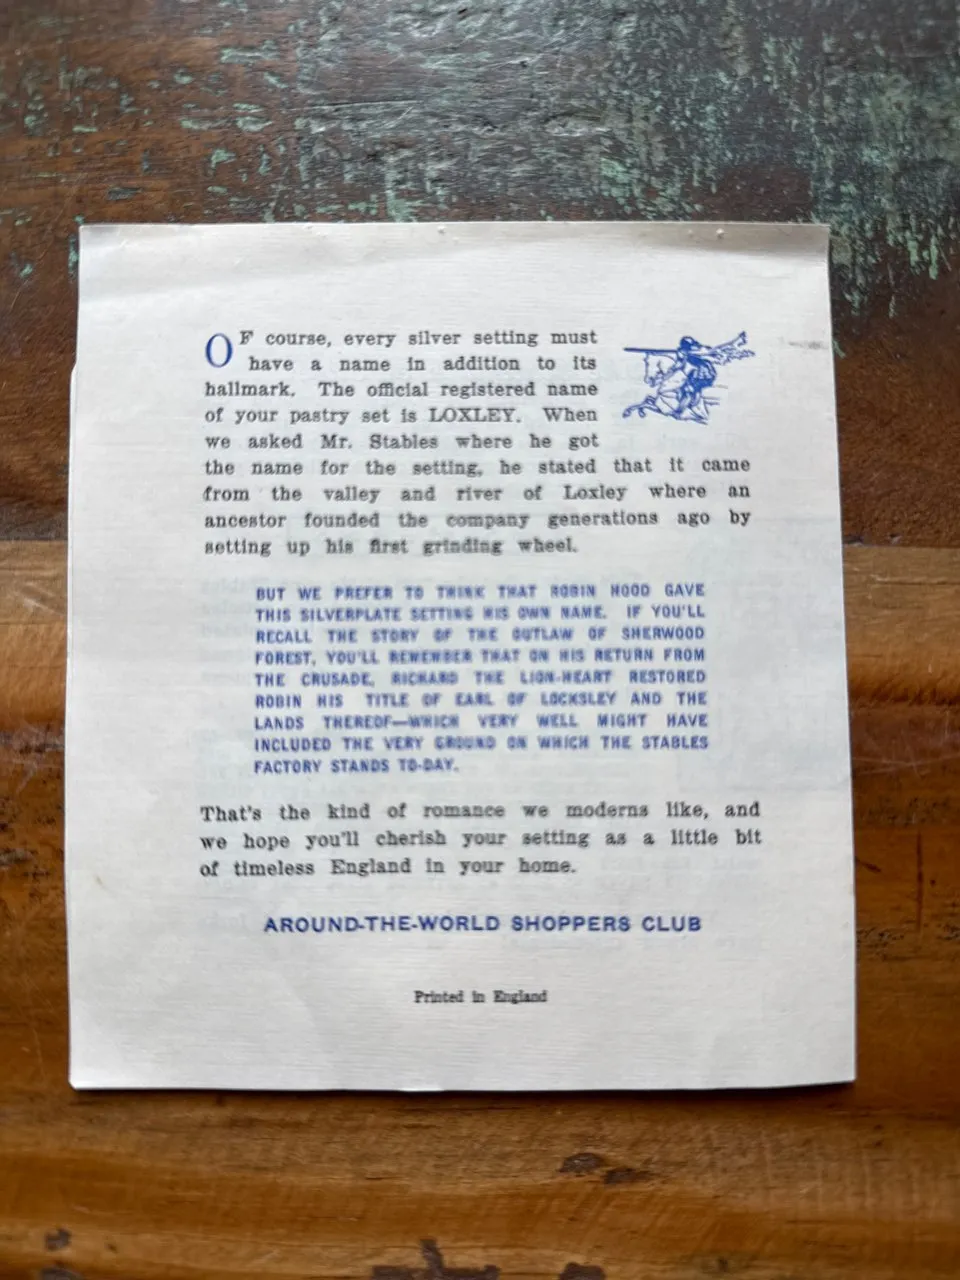 OF course, every silver setting must
have a name in addition to its
hallmark. The official registered name
of your pastry set is LOXLEY. When
we asked Mr. Stables where he got
the name for the setting, he stated that it came
from the valley and river of Loxley where an
ancestor founded the company generations ago by
setting up his first grinding wheel.
BUT WE PREFER TO THINK THAT ROBIN HOOD GAVE
THIS SILVERPLATE SETTING HIS OWN NAME. IF YOU'LL
RECALL THE STORY OF THE OUTLAW OF SHERWOOD
FOREST, YOU'LL REMEMBER THAT ON HIS RETURN FROM
THE CRUSADE, RICHARD THE LION-HEART RESTORED
ROBIN HIS TITLE OF EARL OF LOCKSLEY AND THE
LANDS THEREOF—WHICH VERY WELL MIGHT HAVE
INCLUDED THE VERY GROUND ON WHICH THE STABLES
FACTORY STANDS TO-DAY.
That's the kind of romance we moderns like, and
we hope you'll cherish your setting as a little bit
of timeless England in your home.
AROUND-THE-WORLD SHOPPERS CLUB
Printed in England